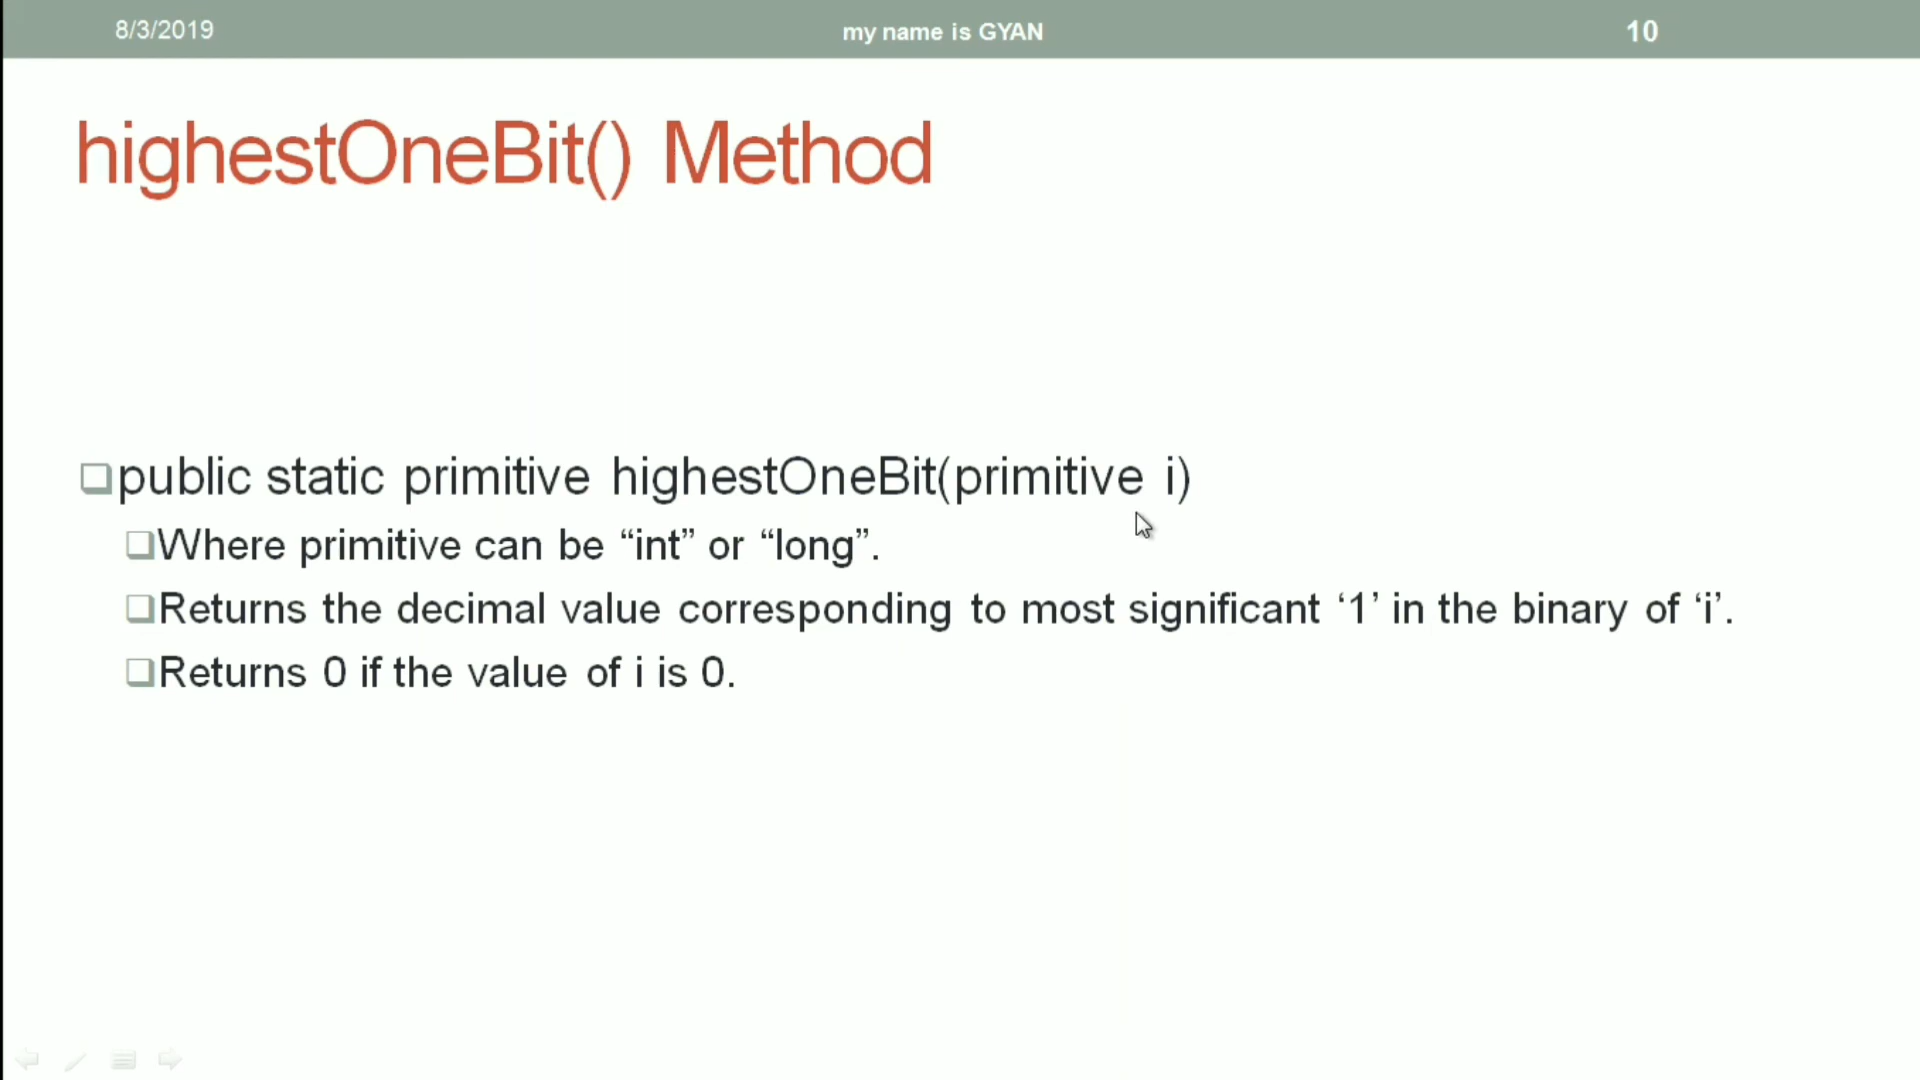 8/3/2019
my name is GYAN
10
highestOneBit() Method
public static primitive highestOneBit(primitive i)
Where primitive can be “int” or “long”.
Returns the decimal value corresponding to most significant ‘1’ in the binary of ‘i’.
Returns 0 if the value of i is 0.